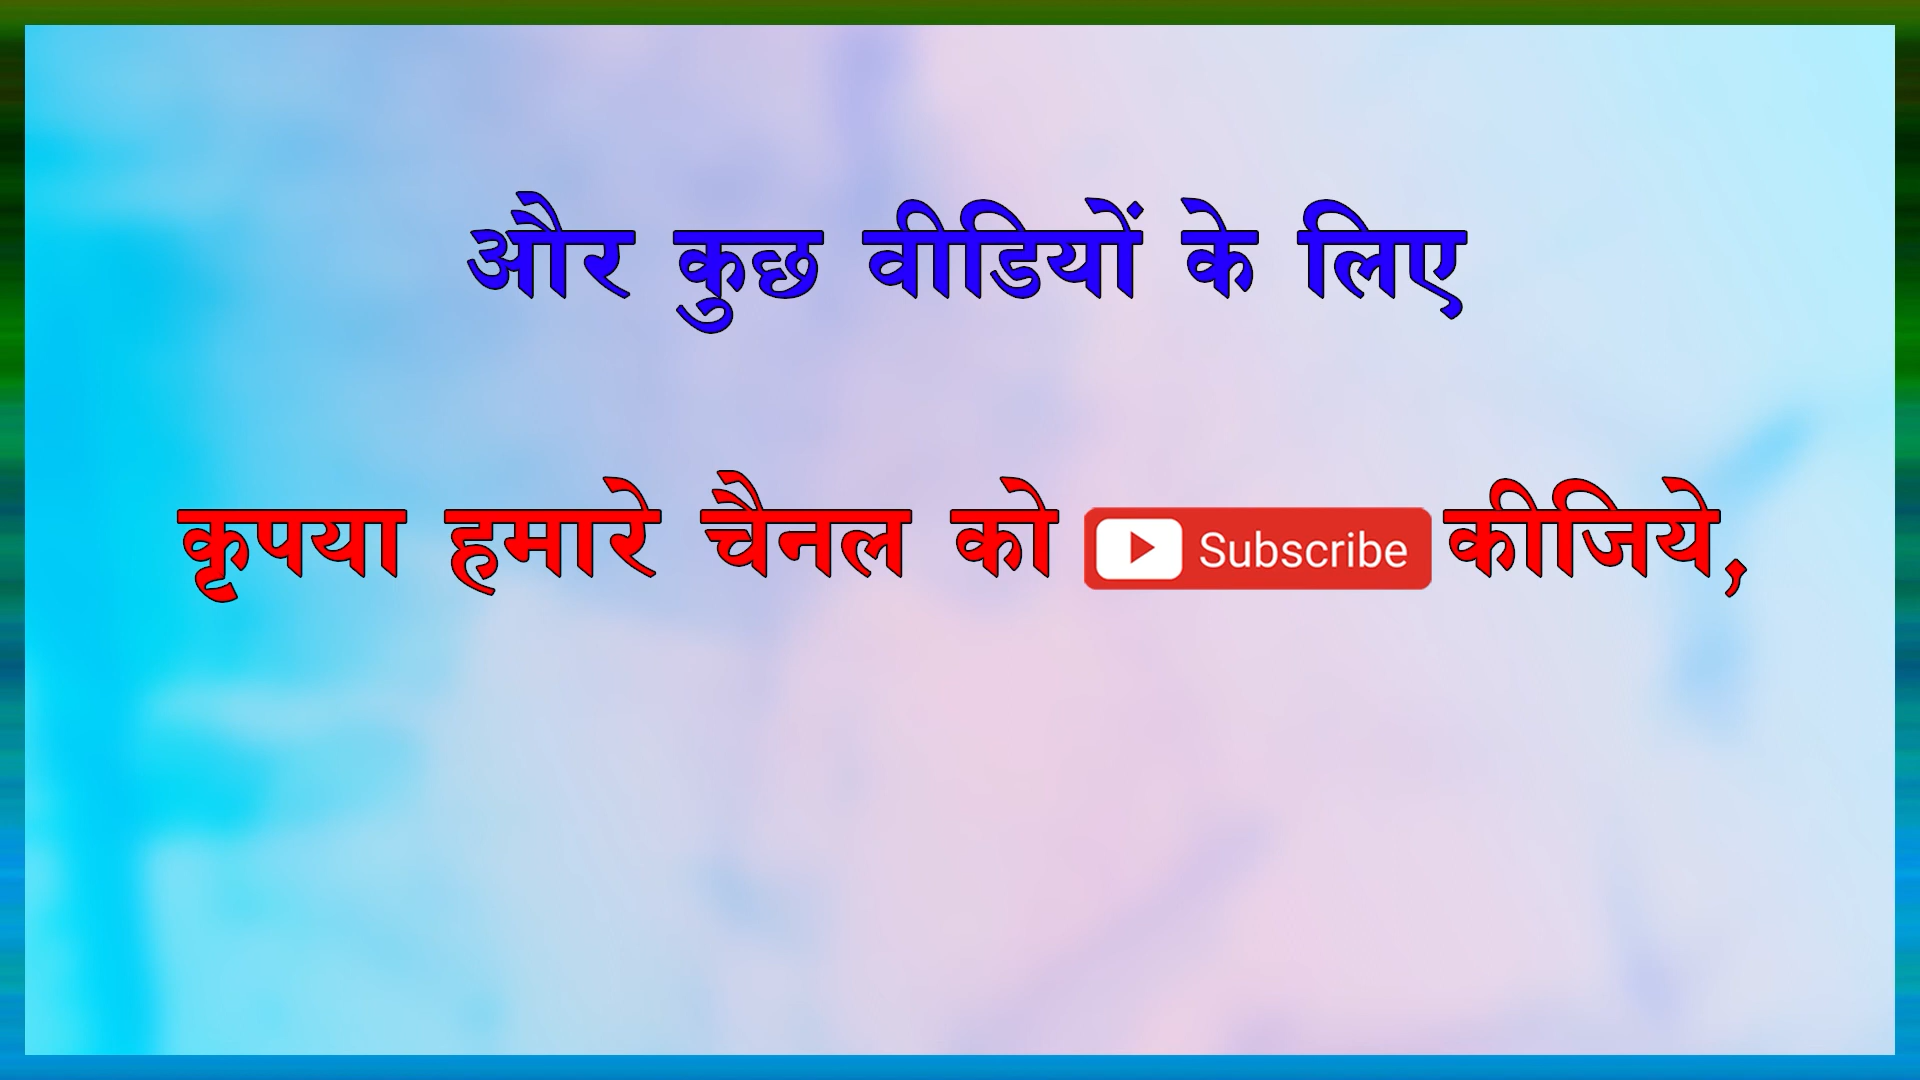 और कुछ वीडियों के लिए
कृपया हमारे चैनल को Subscribe कीजिये,